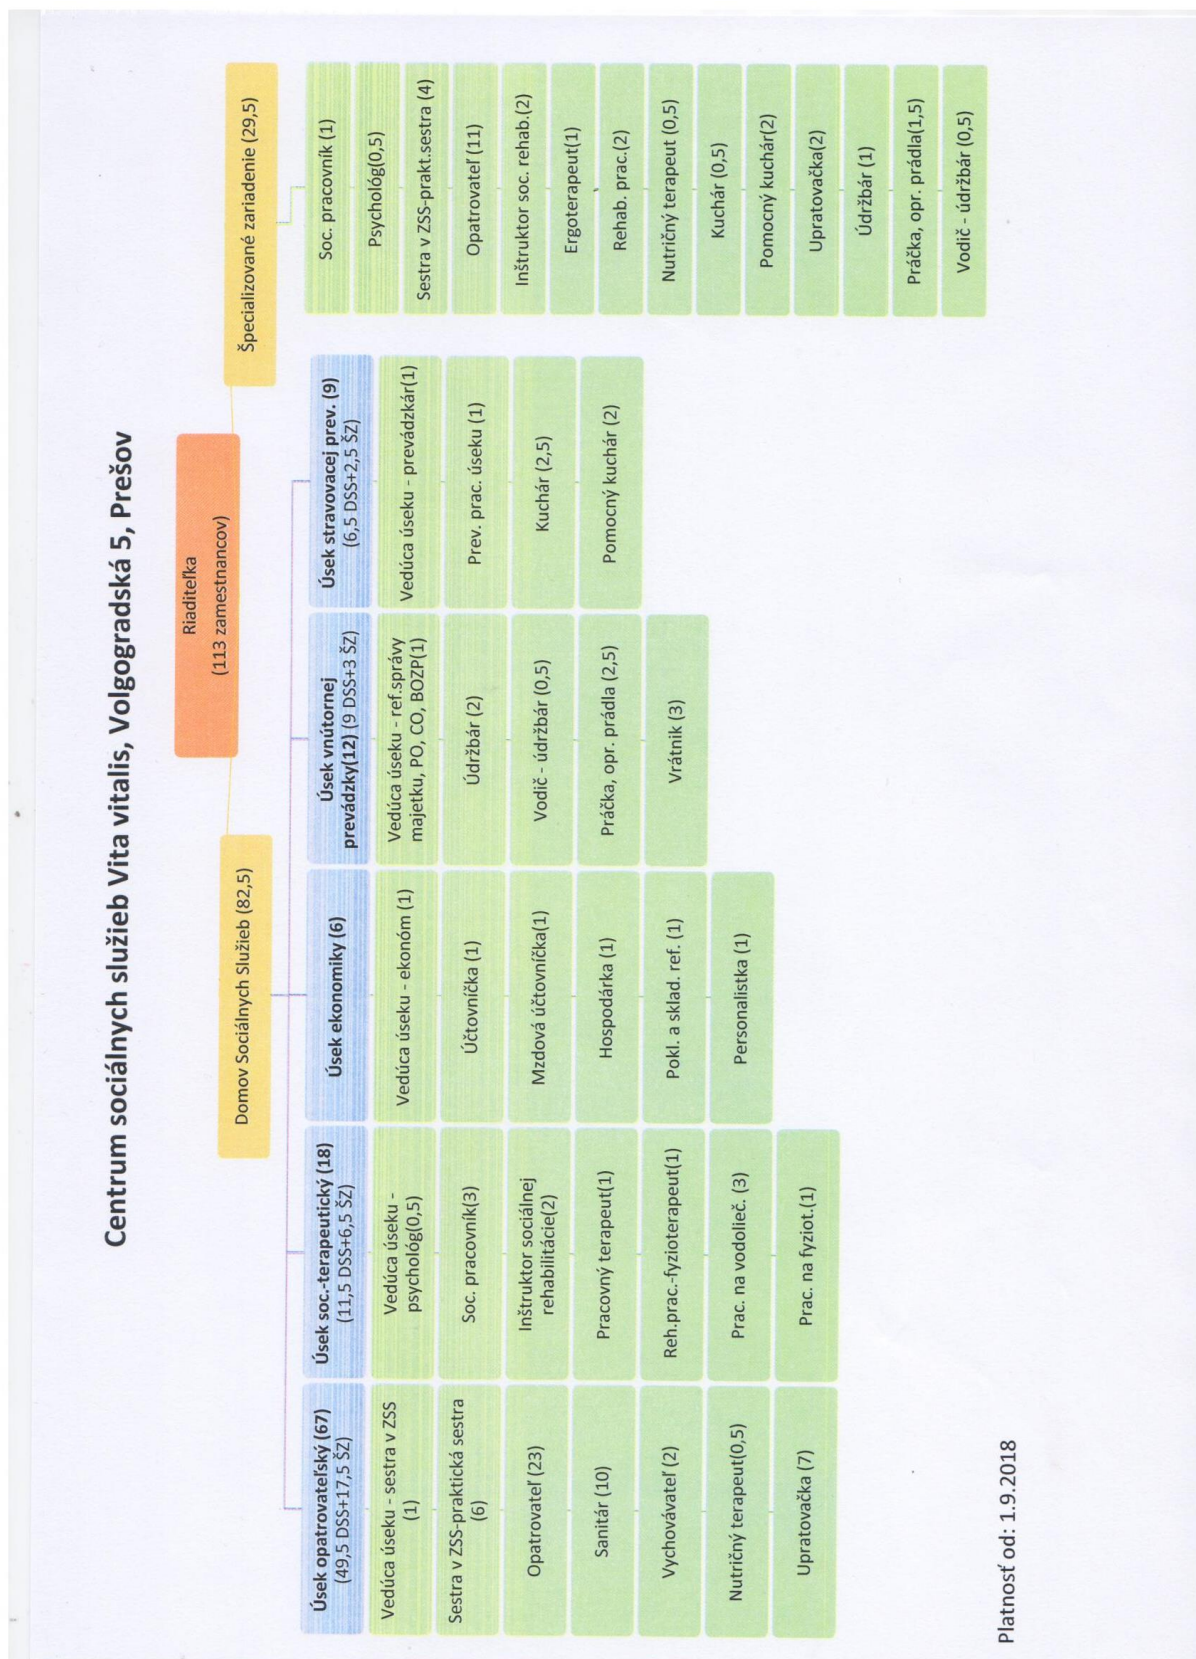 Centrum sociálnych služieb Vita vitalis, Volgogradská 5, Prešov
Riaditeľka
(113 zamestnancov)
Domov Sociálnych Služieb (82,5)
Špecializované zariadenie (29,5)
Úsek opatrovateľský (67)
(49,5 DSS+17,5 ŠZ)
Vedúca úseku - sestra v ZSS
(1)
Sestra v ZSS-praktická sestra
(6)
Opatrovateľ (23)
Sanitár (10)
Vychovávateľ (2)
Nutričný terapeut(0,5)
Upratovačka (7)
Úsek soc.-terapeutický (18)
(11,5 DSS+6,5 ŠZ)
Vedúca úseku -
psychológ(0,5)
Soc. pracovník(3)
Inštruktor sociálnej
rehabilitácie(2)
Pracovný terapeut(1)
Reh.prac.-fyzioterapeut(1)
Prac. na vodolieč. (3)
Prac. na fyziot.(1)
Úsek ekonomiky (6)
Vedúca úseku - ekonóm (1)
Účtovníčka (1)
Mzdová účtovníčka(1)
Hospodárka (1)
Pokl. a sklad. ref. (1)
Personalistka (1)
Úsek vnútornej
prevádzky(12) (9 DSS+3 ŠZ)
Vedúca úseku - ref.správy
majetku, PO, CO, BOZP(1)
Údržbár (2)
Vodič - údržbár (0,5)
Práčka, opr. prádla (2,5)
Vrátnik (3)
Úsek stravovacej prev. (9)
(6,5 DSS+2,5 ŠZ)
Vedúca úseku - prevádzkár(1)
Prev. prac. úseku (1)
Kuchár (2,5)
Pomocný kuchár (2)
Soc. pracovník (1)
Psychológ(0,5)
Sestra v ZSS-prakt.sestra (4)
Opatrovateľ (11)
Inštruktor soc. rehab.(2)
Ergoterapeut(1)
Rehab. prac.(2)
Nutričný terapeut (0,5)
Kuchár (0,5)
Pomocný kuchár(2)
Upratovačka(2)
Údržbár (1)
Práčka, opr. prádla(1,5)
Vodič - údržbár (0,5)
Platnosť od: 1.9.2018